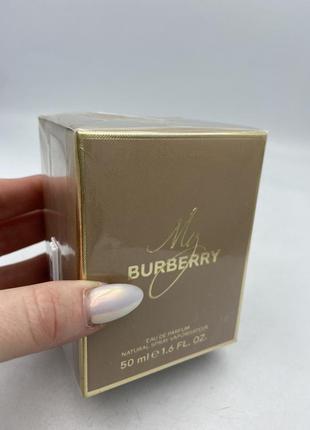 My
BURBERRY
EAU DE PARFUM
NATURAL SPRAY VAPORISATEUR
50 ml ℮ 1.6 FL. OZ.